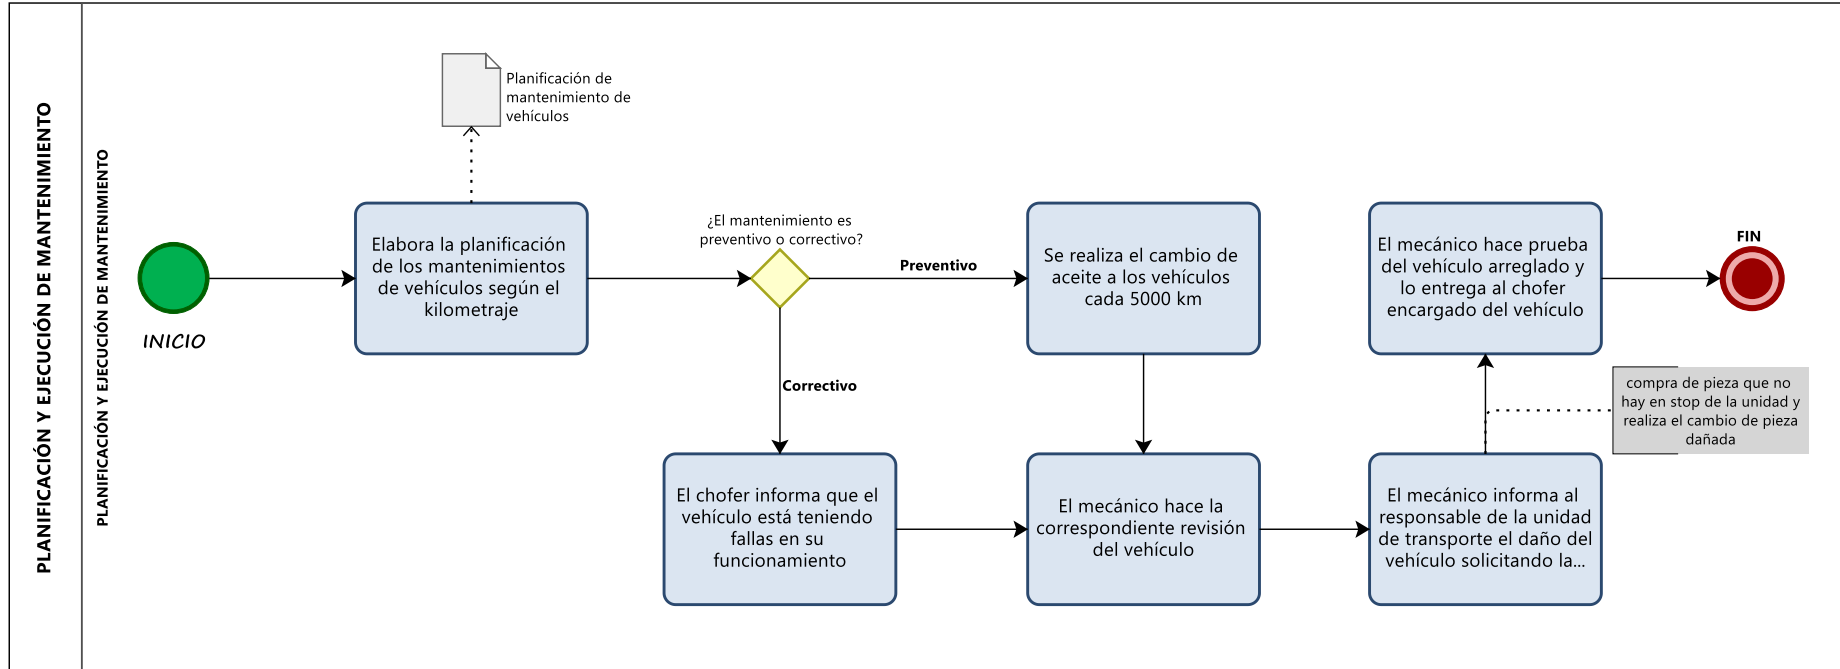 PLANIFICACIÓN Y EJECUCIÓN DE MANTENIMIENTO
PLANIFICACIÓN Y EJECUCIÓN DE MANTENIMIENTO
INICIO
Planificación de
mantenimiento de
vehículos
Elabora la planificación
de los mantenimientos
de vehículos según el
kilometraje
¿El mantenimiento es
preventivo o correctivo?
Preventivo
Correctivo
Se realiza el cambio de
aceite a los vehículos
cada 5000 km
El chofer informa que el
vehículo está teniendo
fallas en su
funcionamiento
El mecánico hace la
correspondiente revisión
del vehículo
El mecánico informa al
responsable de la unidad
de transporte el daño del
vehículo solicitando la...
compra de pieza que no
hay en stop de la unidad y
realiza el cambio de pieza
dañada
El mecánico hace prueba
del vehículo arreglado y
lo entrega al chofer
encargado del vehículo
FIN